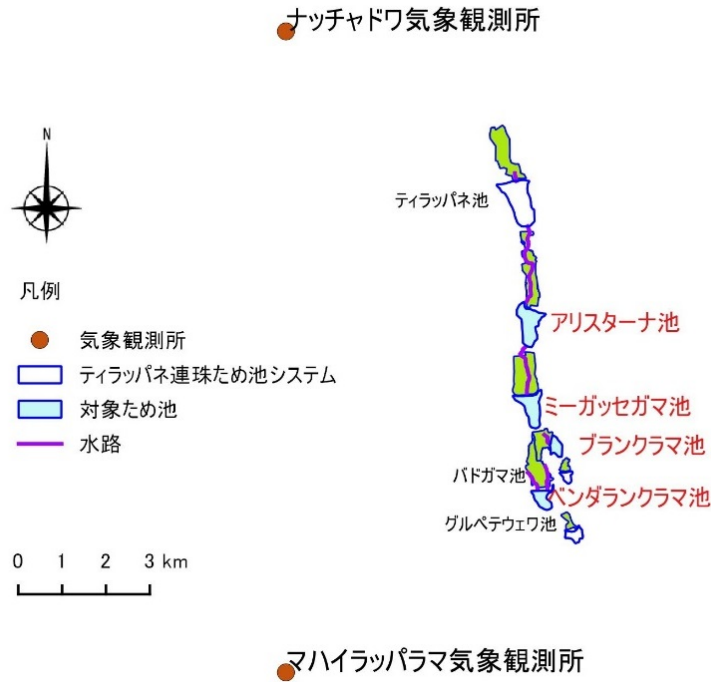 ナッチャドワ気象観測所
N
ティラッパネ池
凡例
アリスターナ池
気象観測所
ティラッパネ連珠ため池システム
対象ため池
ミーガッセガマ池
水路
ブランクラマ池
バドガマ池
ベンダランクラマ池
グルペテウェワ池
0 1 2 3 km
マハイラッパラマ気象観測所